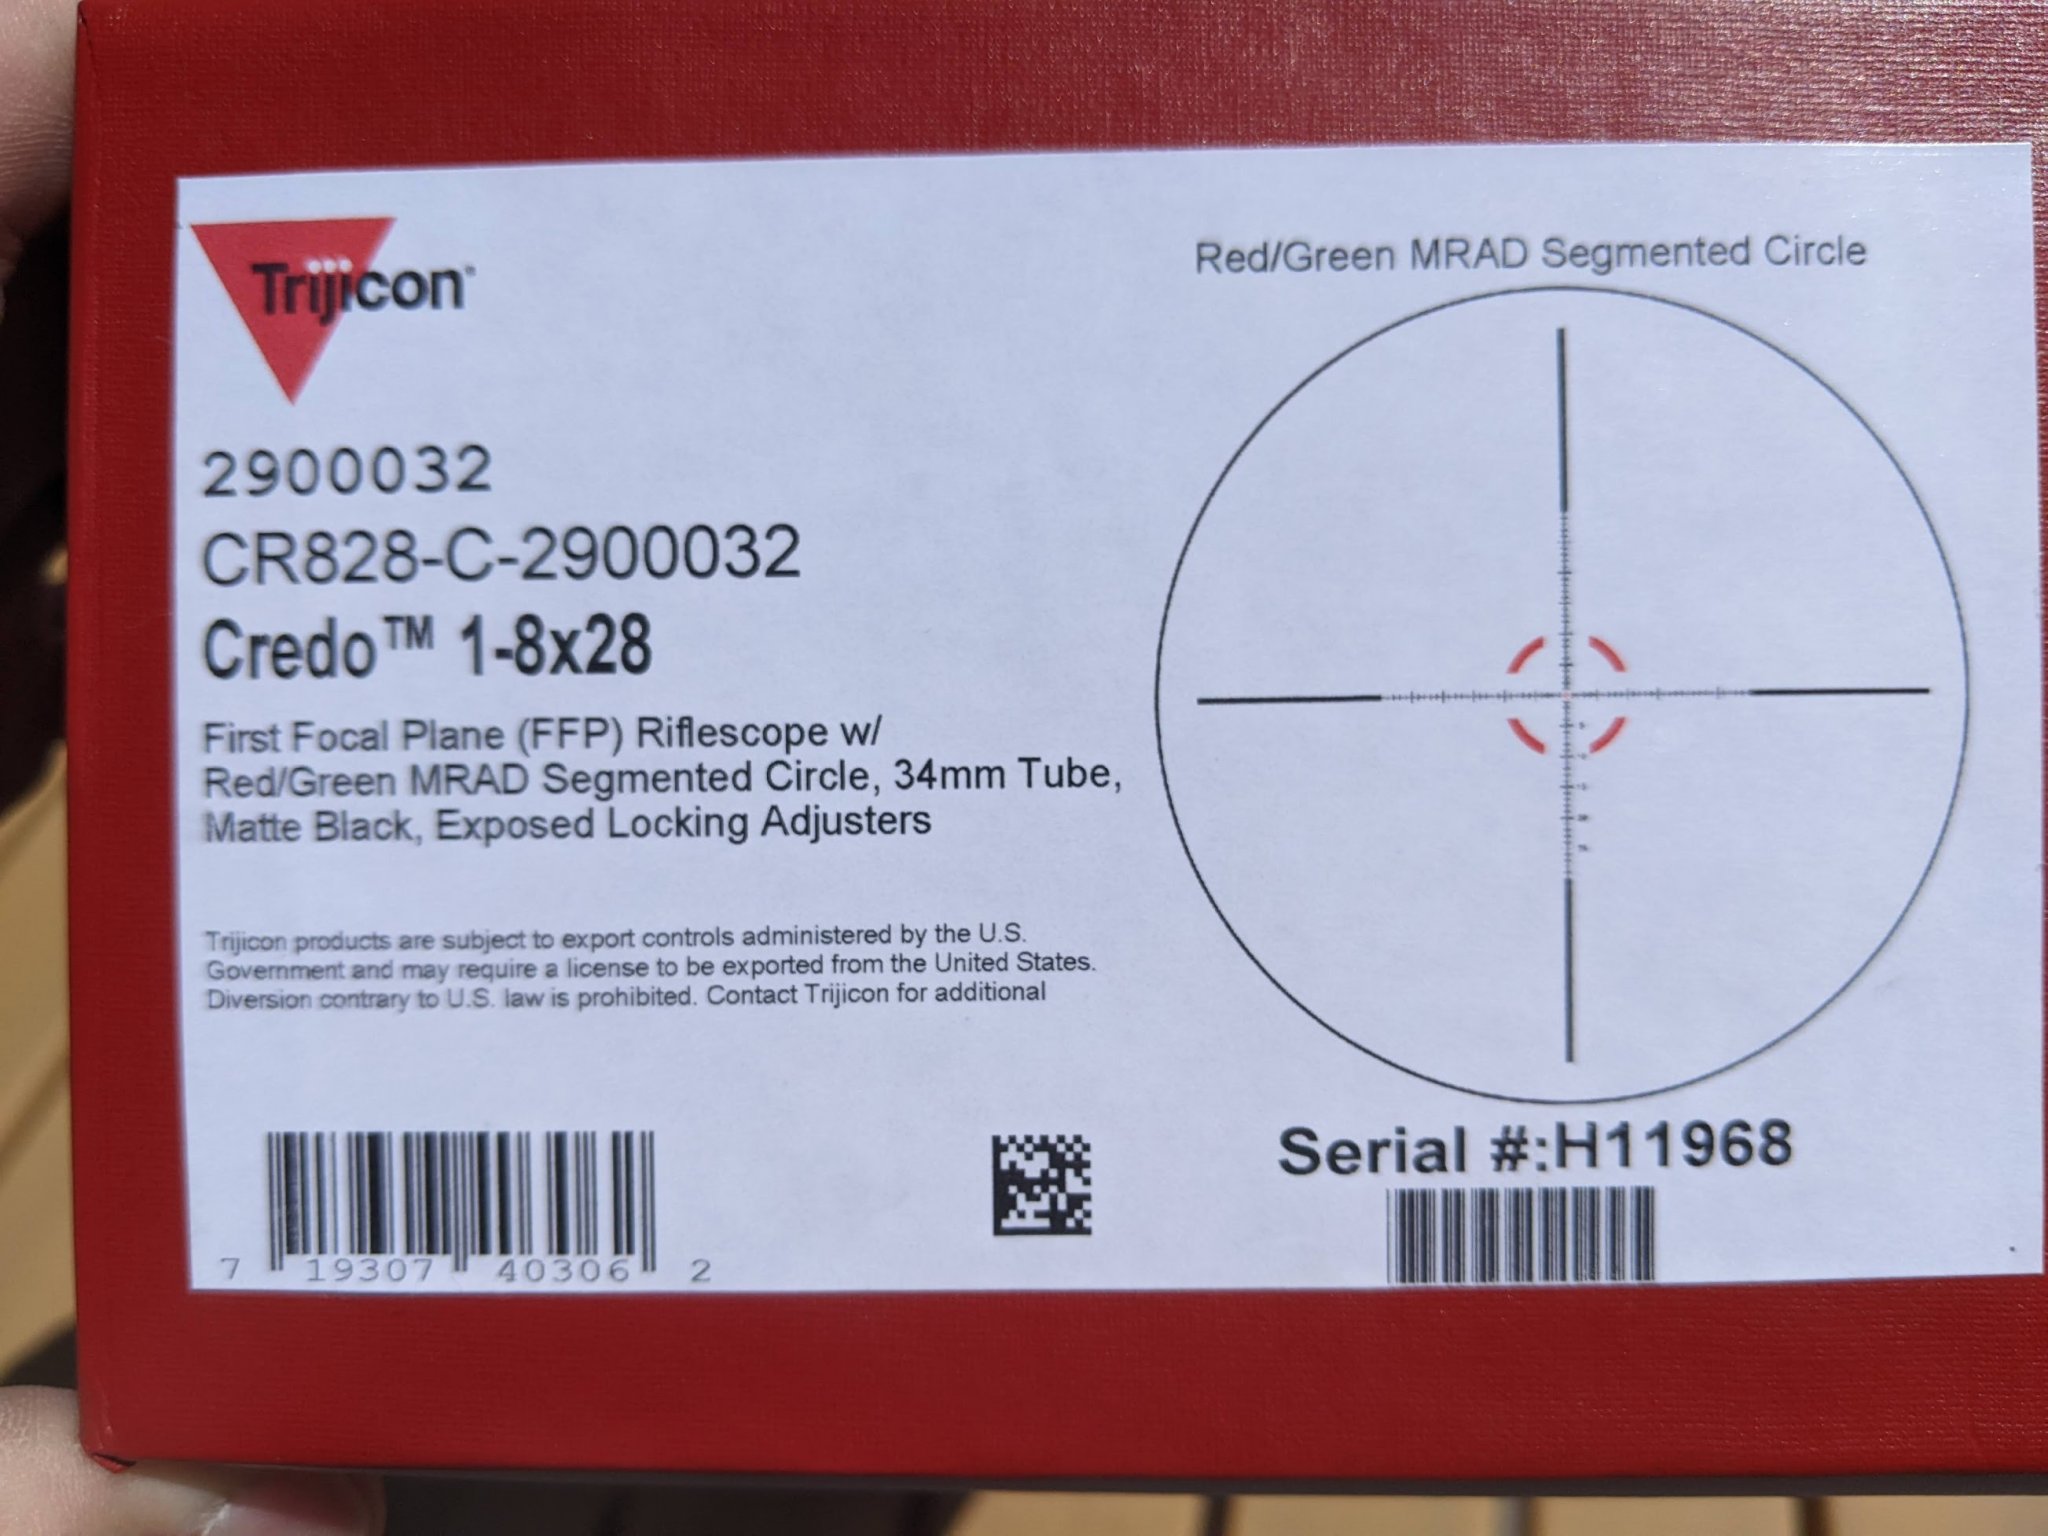 Trijicon®
2900032
CR828-C-2900032
Credo™ 1-8x28
First Focal Plane (FFP) Riflescope w/
Red/Green MRAD Segmented Circle, 34mm Tube,
Matte Black, Exposed Locking Adjusters
Trijicon products are subject to export controls administered by the U.S.
Government and may require a license to be exported from the United States.
Diversion contrary to U.S. law is prohibited. Contact Trijicon for additional
7 19307 40306 2
Red/Green MRAD Segmented Circle
Serial #:H11968